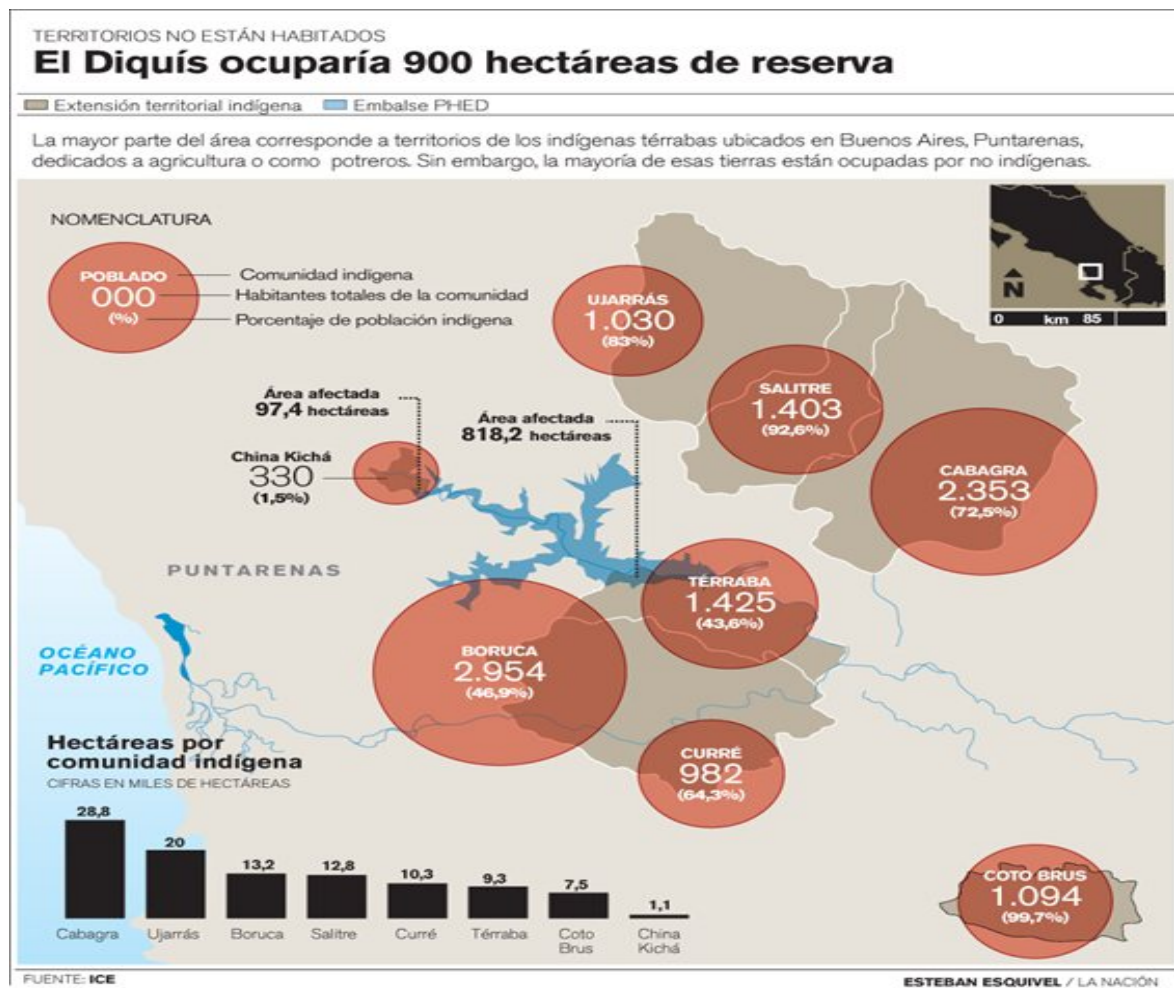 TERRITORIOS NO ESTÁN HABITADOS
El Diquís ocuparía 900 hectáreas de reserva
Extensión territorial indígena Embalse PHED
La mayor parte del área corresponde a territorios de los indígenas térrabas ubicados en Buenos Aires, Puntarenas,
dedicados a agricultura o como potreros. Sin embargo, la mayoría de esas tierras están ocupadas por no indígenas.
NOMENCLATURA
POBLADO
000
(%)
Comunidad indígena
Habitantes totales de la comunidad
Porcentaje de población indígena
N
0 km 85
UJARRÁS
1.030
(83%)
SALITRE
1.403
(92,6%)
CABAGRA
2.353
(72,5%)
Área afectada
97,4 hectáreas
Área afectada
818,2 hectáreas
China Kichá
330
(1,5%)
PUNTARENAS
TÉRRABA
1.425
(43,6%)
BORUCA
2.954
(46,9%)
OCÉANO
PACÍFICO
CURRÉ
982
(64,3%)
COTO BRUS
1.094
(99,7%)
Hectáreas por
comunidad indígena
CIFRAS EN MILES DE HECTÁREAS
28,8
20
13,2
12,8
10,3
9,3
7,5
1,1
Cabagra
Ujarrás
Boruca
Salitre
Curré
Térraba
Coto
Brus
China
Kichá
FUENTE: ICE
ESTEBAN ESQUIVEL / LA NACIÓN